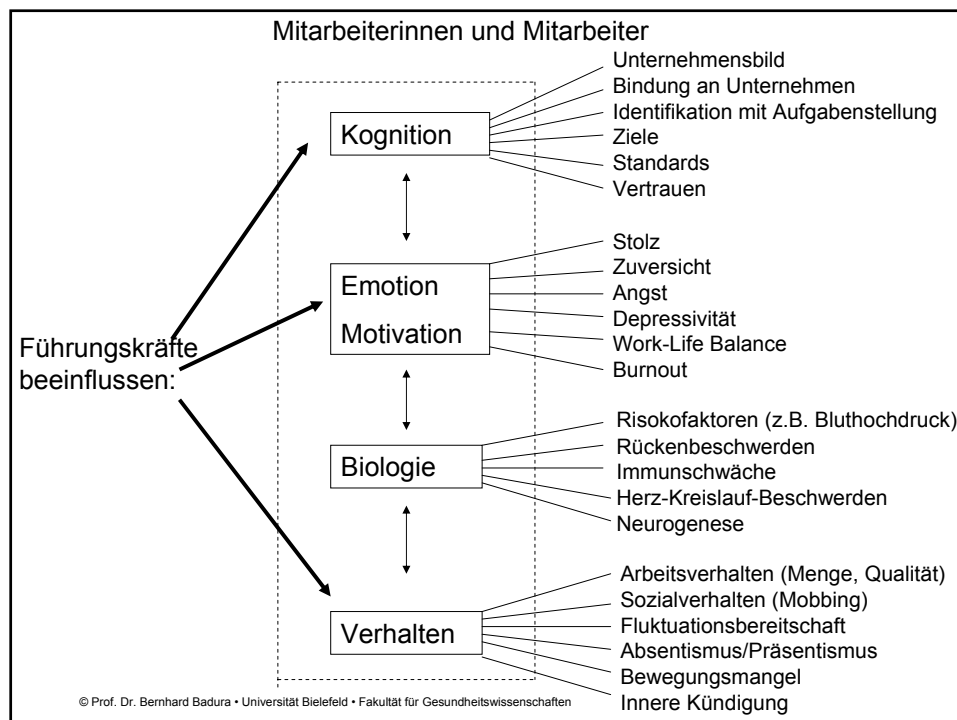 Mitarbeiterinnen und Mitarbeiter
Führungskräfte
beeinflussen:
Kognition
Unternehmensbild
Bindung an Unternehmen
Identifikation mit Aufgabenstellung
Ziele
Standards
Vertrauen
Emotion
Motivation
Stolz
Zuversicht
Angst
Depressivität
Work-Life Balance
Burnout
Biologie
Risokofaktoren (z.B. Bluthochdruck)
Rückenbeschwerden
Immunschwäche
Herz-Kreislauf-Beschwerden
Neurogenese
Verhalten
Arbeitsverhalten (Menge, Qualität)
Sozialverhalten (Mobbing)
Fluktuationsbereitschaft
Absentismus/Präsentismus
Bewegungsmangel
Innere Kündigung
© Prof. Dr. Bernhard Badura • Universität Bielefeld • Fakultät für Gesundheitswissenschaften